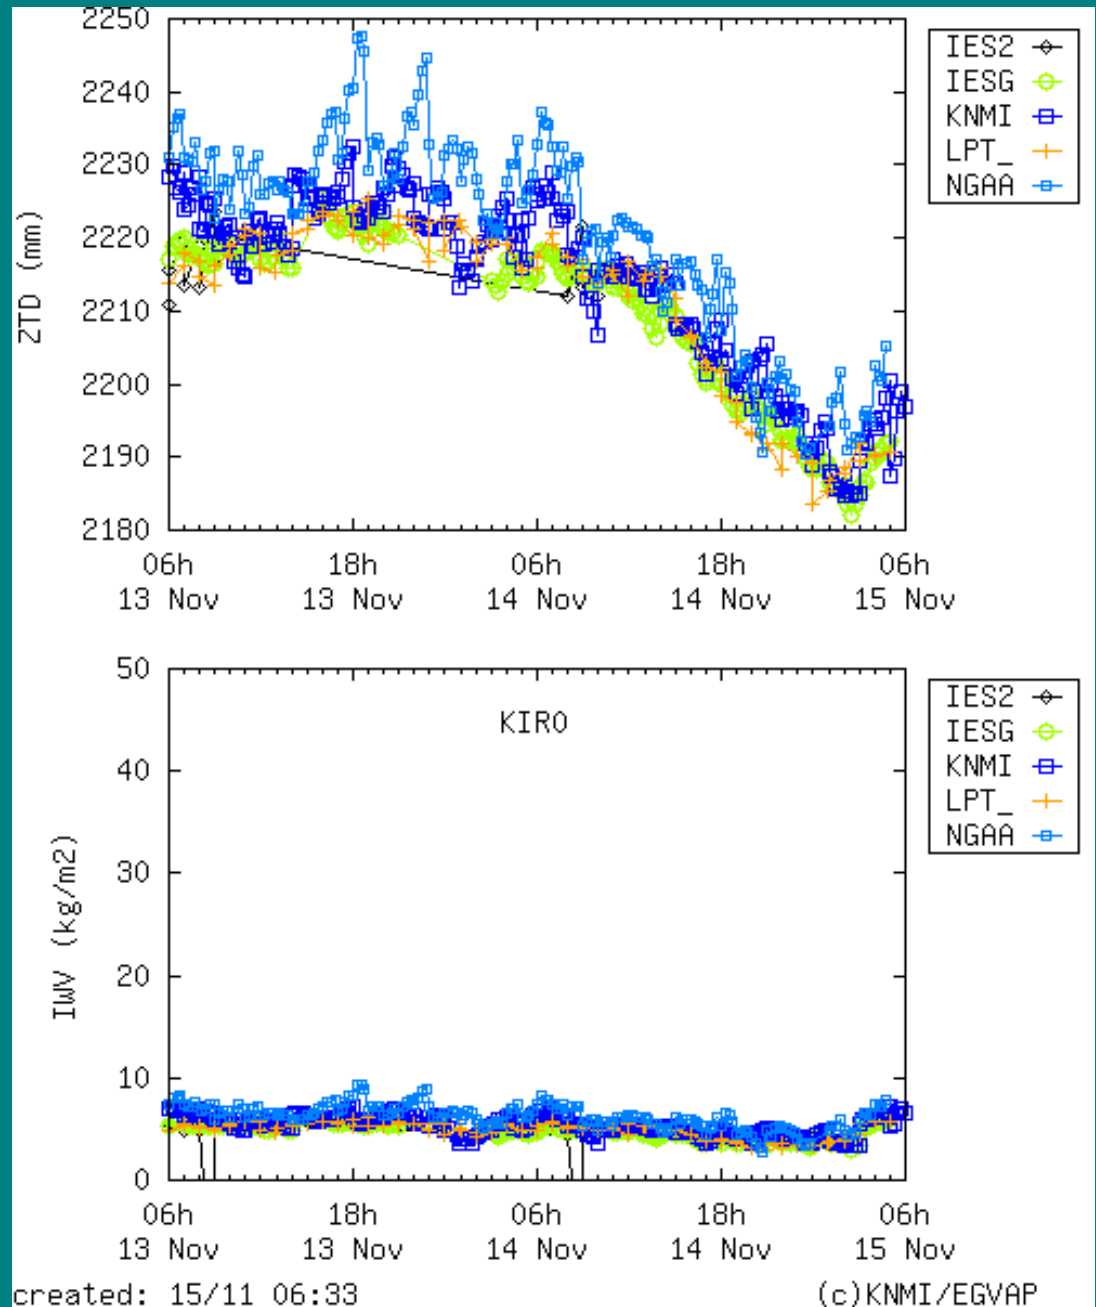 2250
2240
2230
2220
2210
2200
2190
2180
ZTD (mm)
06h 18h 06h 18h 06h
13 Nov 13 Nov 14 Nov 14 Nov 15 Nov
IES2
IESG
KNMI
LPT_
NGAA
50
40
30
20
10
0
IWV (kg/m2)
KIRO
06h 18h 06h 18h 06h
13 Nov 13 Nov 14 Nov 14 Nov 15 Nov
IES2
IESG
KNMI
LPT_
NGAA
created: 15/11 06:33 (c)KNMI/EGVAP